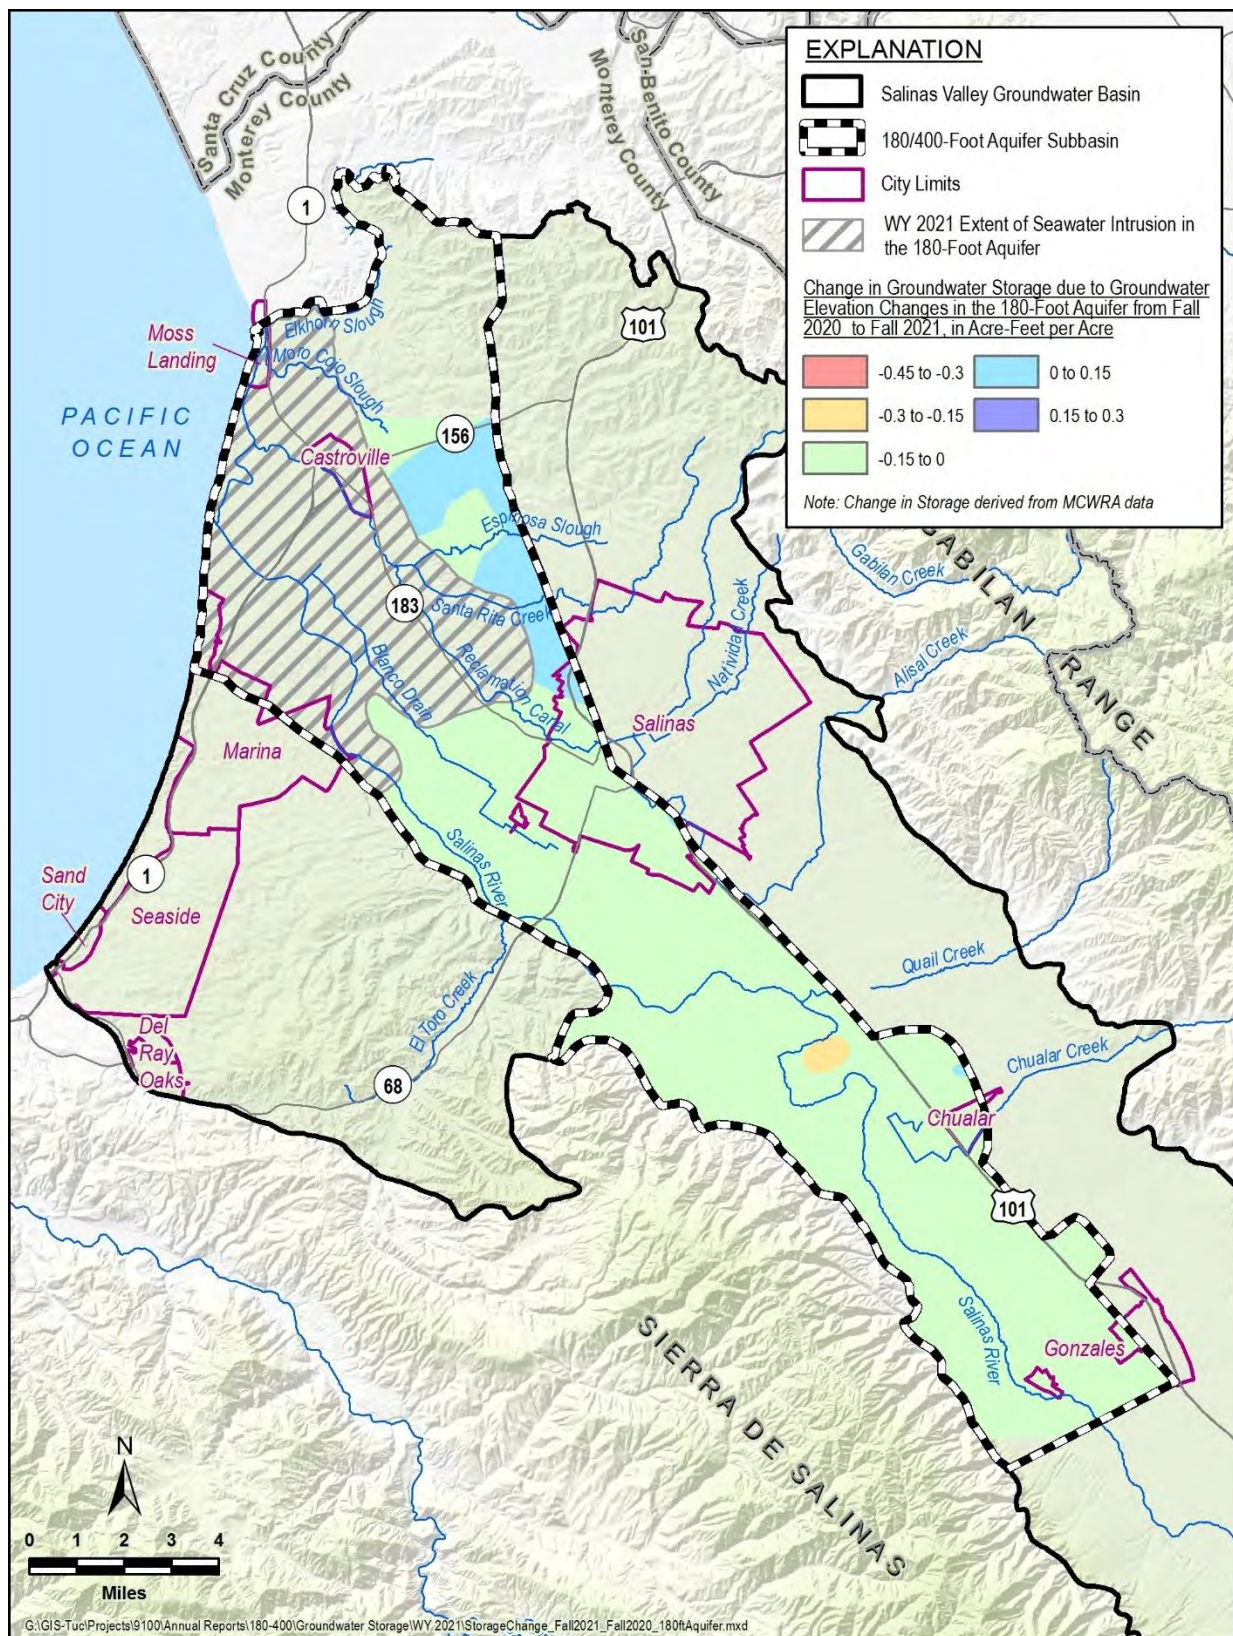 Santa Cruz County
Monterey County
San-Benito County
Monterey County
EXPLANATION
Salinas Valley Groundwater Basin
180/400-Foot Aquifer Subbasin
City Limits
WY 2021 Extent of Seawater Intrusion in
the 180-Foot Aquifer
Change in Groundwater Storage due to Groundwater
Elevation Changes in the 180-Foot Aquifer from Fall
2020 to Fall 2021, in Acre-Feet per Acre
-0.45 to -0.3
0 to 0.15
-0.3 to -0.15
0.15 to 0.3
-0.15 to 0
Note: Change in Storage derived from MCWRA data
1
101
Elkhorn Slough
Moss
Landing
Moro Cojo Slough
PACIFIC
OCEAN
156
Castroville
Espinosa Slough
GABILAN
RANGE
Gabilan Creek
183
Santa Rita Creek
Natividad Creek
Alisal Creek
Blanco Drain
Reclamation Canal
Salinas
Marina
Salinas River
1
Sand
City
Seaside
Quail Creek
El Toro Creek
Del
Ray
Oaks
68
Chualar Creek
Chualar
101
Salinas River
Gonzales
SIERRA DE SALINAS
N
0 1 2 3 4
Miles
G:\GIS-Tuc\Projects\9100\Annual Reports\180-400\Groundwater Storage\WY 2021\StorageChange_Fall2021_Fall2020_180ftAquifer.mxd